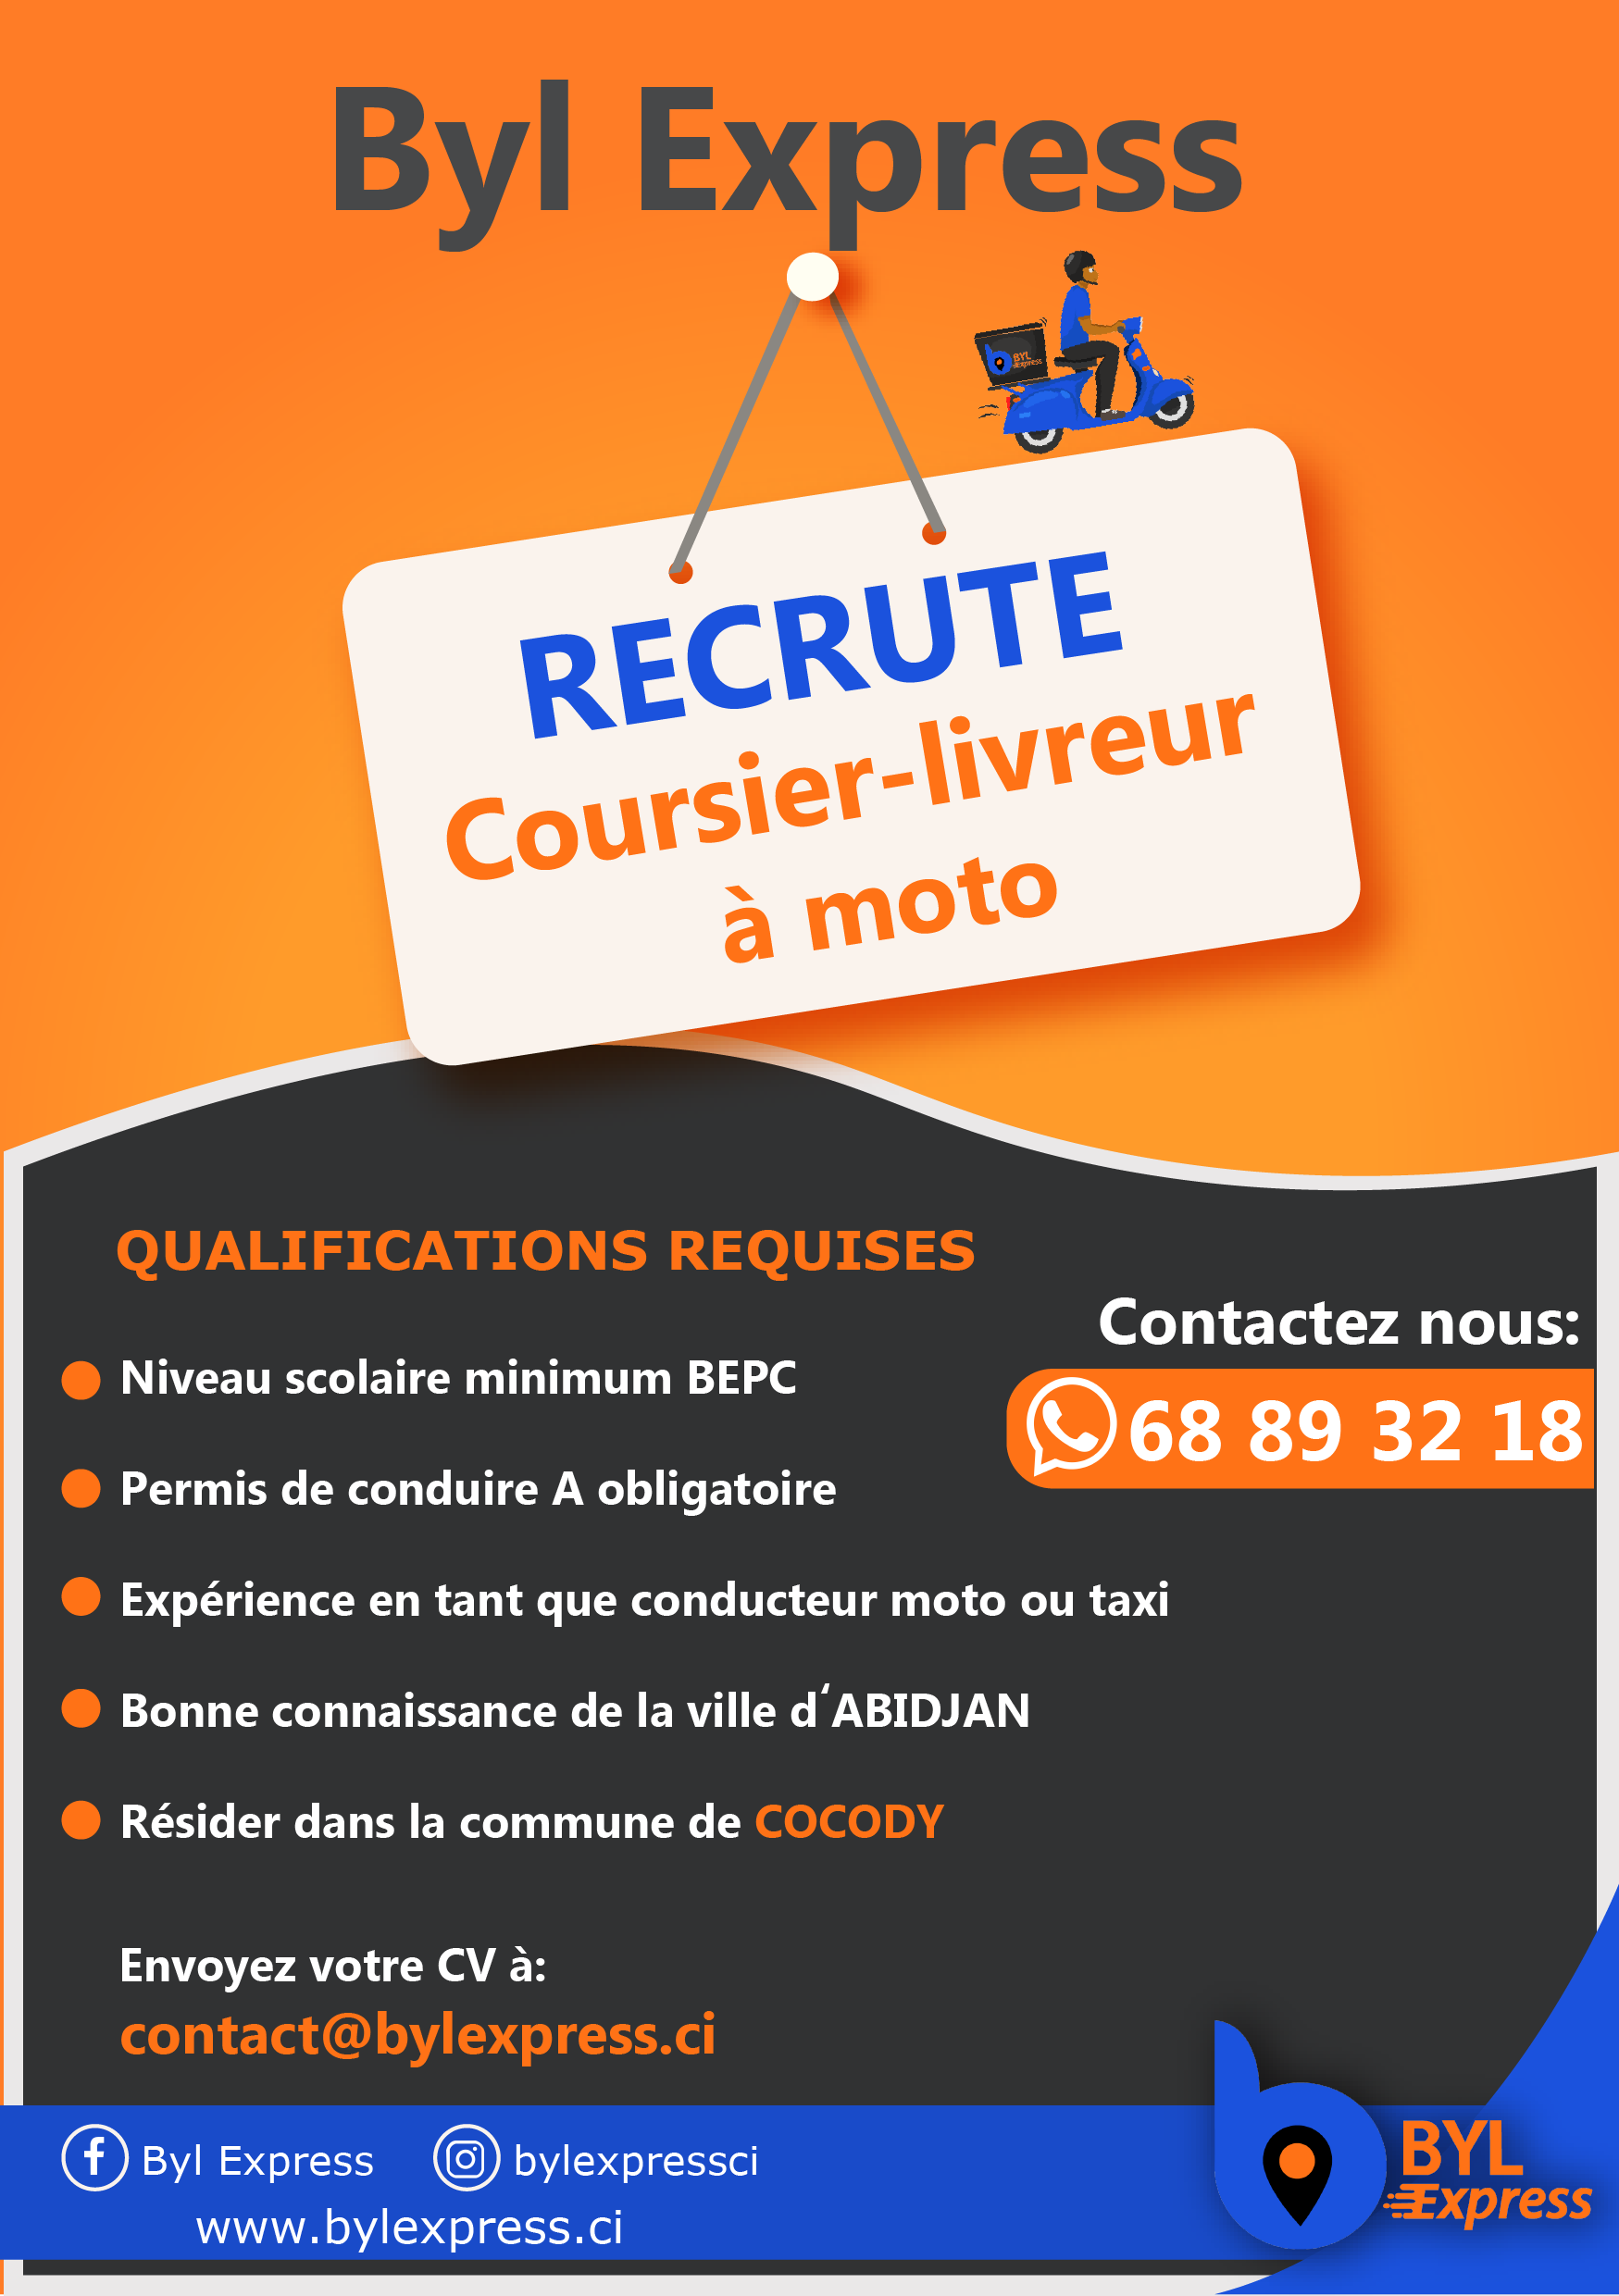 Byl Express
BYL
Express
RECRUTE
Coursier-livreur
à moto
QUALIFICATIONS REQUISES
Niveau scolaire minimum BEPC
Permis de conduire A obligatoire
Expérience en tant que conducteur moto ou taxi
Bonne connaissance de la ville d‘ABIDJAN
Résider dans la commune de COCODY
Contactez nous:
68 89 32 18
Envoyez votre CV à:
contact@bylexpress.ci
Byl Express
bylexpressci
www.bylexpress.ci
BYL
Express